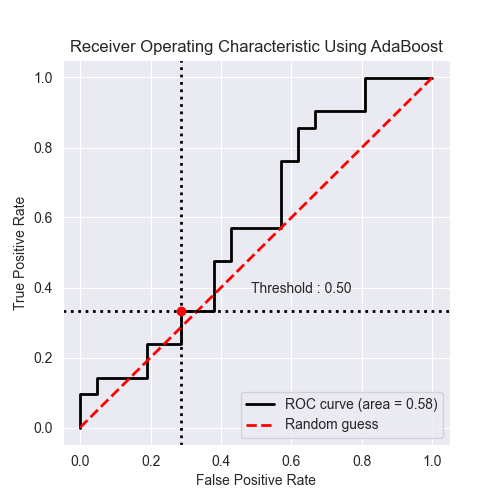 Receiver Operating Characteristic Using AdaBoost
True Positive Rate
1.0
0.8
0.6
0.4
0.2
0.0
Threshold : 0.50
ROC curve (area = 0.58)
Random guess
0.0 0.2 0.4 0.6 0.8 1.0
False Positive Rate